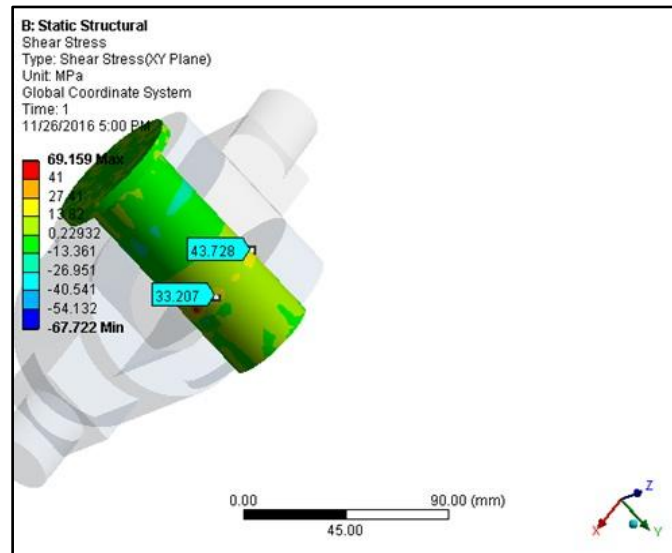 B: Static Structural
Shear Stress
Type: Shear Stress(XY Plane)
Unit: MPa
Global Coordinate System
Time: 1
11/26/2016 5:00 PM
69.159 Max
41
27.41
13.82
0.22932
-13.361
-26.951
-40.541
-54.132
-67.722 Min
43.728
33.207
0.00
90.00 (mm)
45.00
Z
X
Y